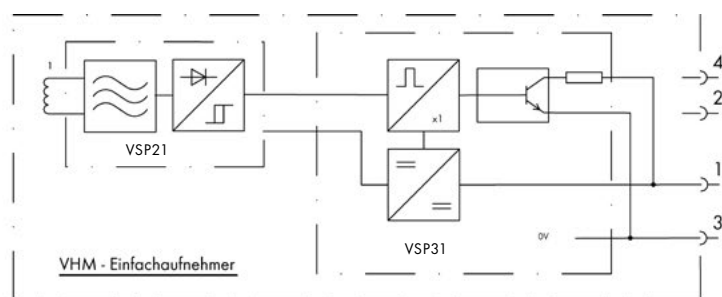 1
4
x1
2
VSP21
1
3
VSP31
0V
VHM - Einfachaufnehmer